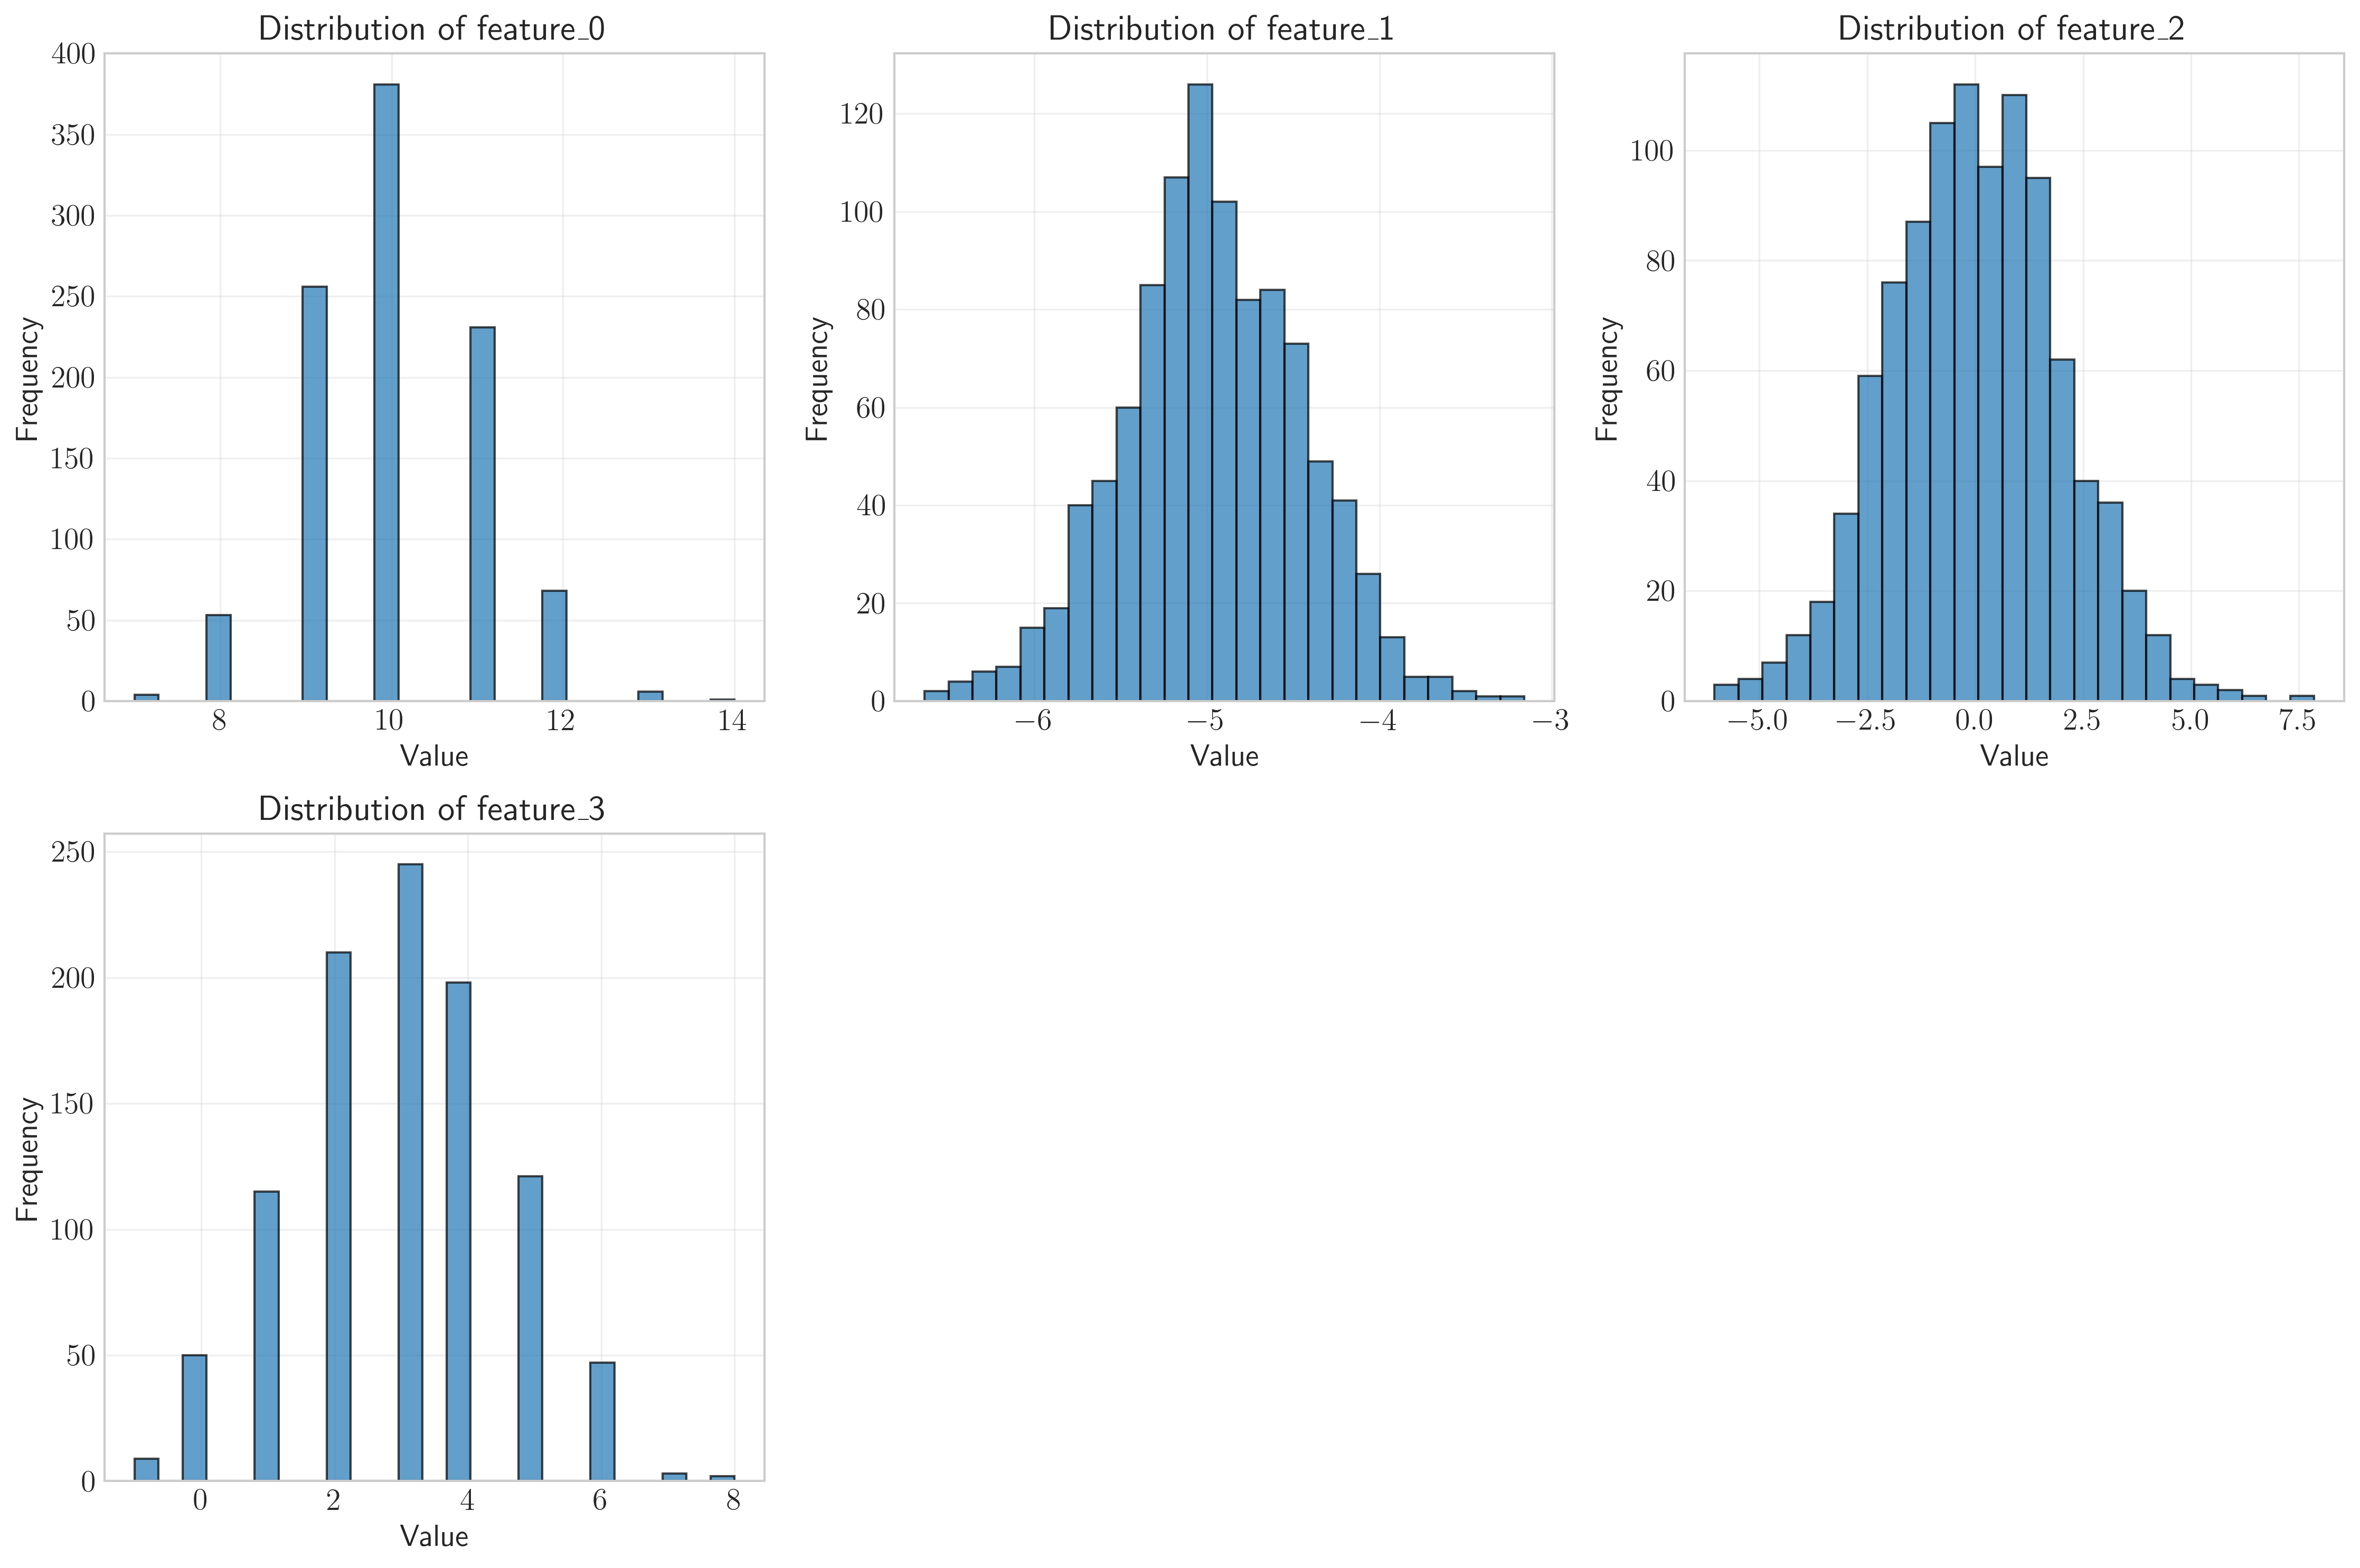 Distribution of feature_0
400
350
300
250
200
150
100
50
0
Frequency
8 10 12 14
Value
Distribution of feature_1
120
100
80
60
40
20
0
Frequency
−6 −5 −4 −3
Value
Distribution of feature_2
100
80
60
40
20
0
Frequency
−5.0 −2.5 0.0 2.5 5.0 7.5
Value
Distribution of feature_3
250
200
150
100
50
0
Frequency
0 2 4 6 8
Value